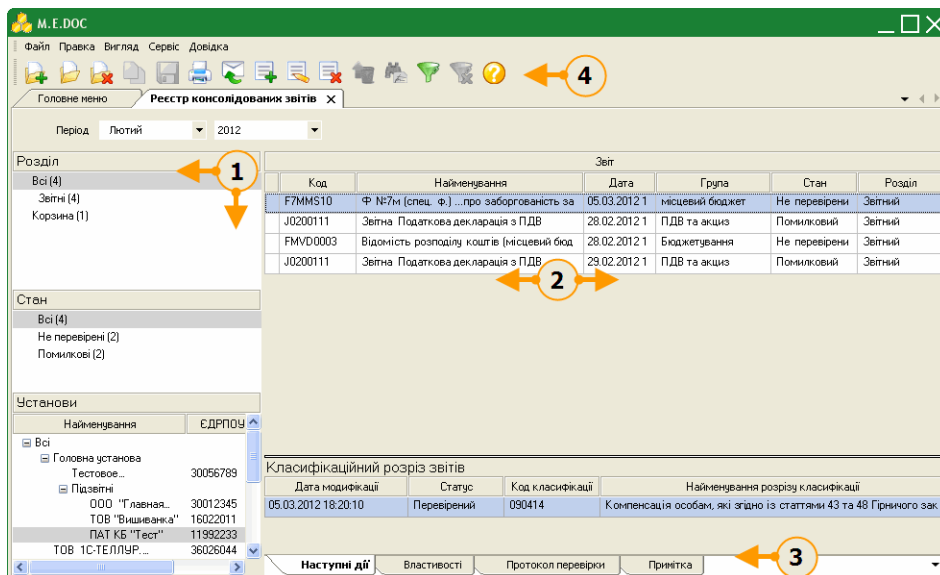 M.E.DOC
Файл Правка Вигляд Сервіс Довідка
4
Головне меню Реєстр консолідованих звітів X
Період Лютий 2012
Розділ
1
Всі (4)
Звітні (4)
Корзина (1)
Звіт
Код Найменування Дата Група Стан Розділ
F7MMS10 Ф №7м (спец. ф.) ...про заборгованість за 05.03.2012 1 місцевий бюджет Не перевірени Звітний
J0200111 Звітна Податкова декларація з ПДВ 28.02.2012 1 ПДВ та акциз Помилковий Звітний
FMVD0003 Відомість розподілу коштів (місцевий бюд 28.02.2012 1 Бюджетування Не перевірени Звітний
J0200111 Звітна Податкова декларація з ПДВ 29.02.2012 1 ПДВ та акциз Помилковий Звітний
2
Стан
Всі (4)
Не перевірені (2)
Помилкові (2)
Установи
Найменування ЄДРПОУ
Всі
Головна установа
Тестовое... 30056789
Підзвітні
ООО "Главная... 30012345
ТОВ "Вишиванка" 16022011
ПАТ КБ "Тест" 11992233
ТОВ 1С-ТЕЛЛУР.... 36026044
Класифікаційний розріз звітів
Дата модифікації Статус Код класифікації Найменування розрізу класифікації
05.03.2012 18:20:10 Перевірений 090414 Компенсація особам, які згідно із статтями 43 та 48 Гірничого зак
3
Наступні дії Властивості Протокол перевірки Примітка